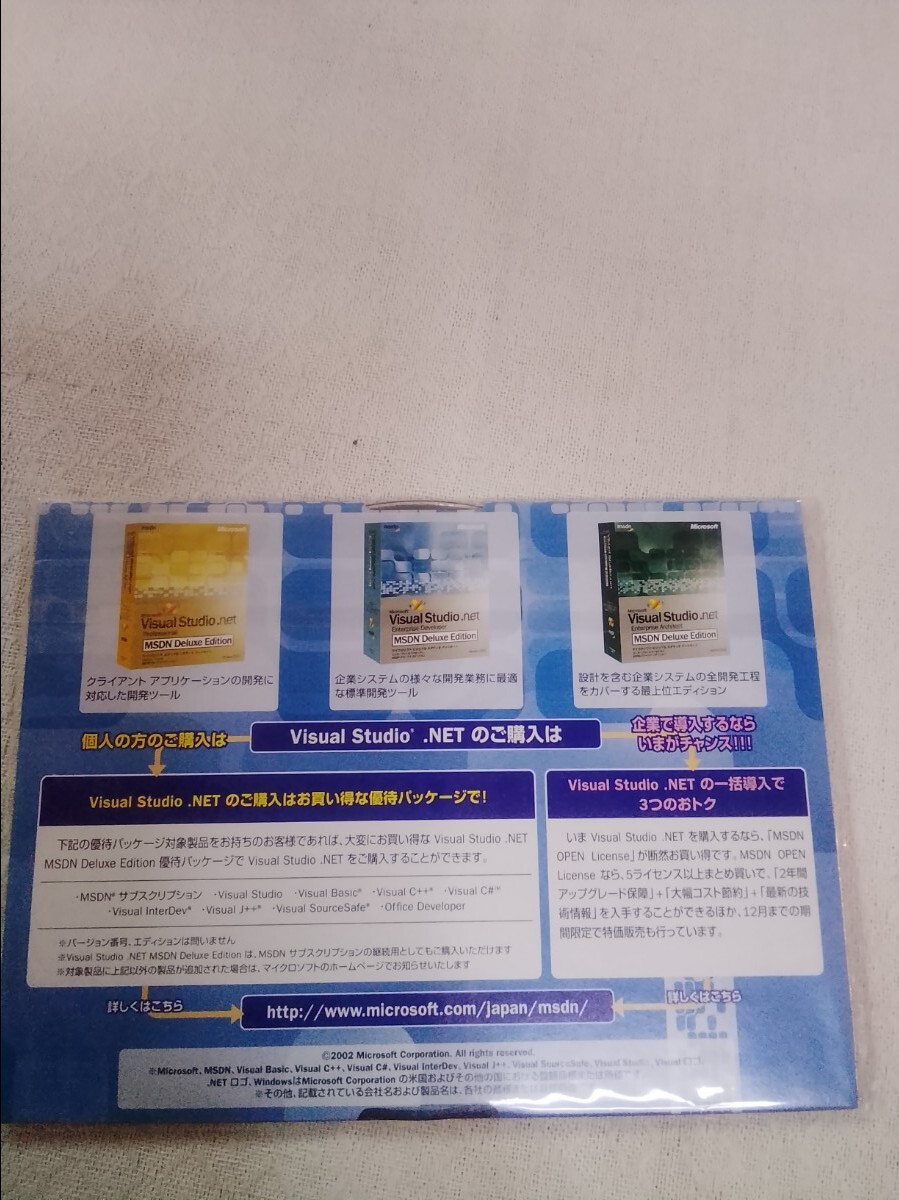 msdn
Microsoft
Visual Studio.net
Professional
MSDN Deluxe Edition
クライアント アプリケーションの開発に
対応した開発ツール
msdn
Microsoft
Visual Studio.net
Enterprise Developer
MSDN Deluxe Edition
企業システムの様々な開発業務に最適
な標準開発ツール
msdn
Microsoft
Microsoft
Visual Studio.net
Enterprise Architect
MSDN Deluxe Edition
設計を含む企業システムの全開発工程
をカバーする最上位エディション
個人の方のご購入は
Visual Studio® .NET のご購入は
企業で導入するなら
いまがチャンス!!!
Visual Studio .NET のご購入はお買い得な優待パッケージで!
下記の優待パッケージ対象製品をお持ちのお客様であれば、大変にお買い得な Visual Studio .NET
MSDN Deluxe Edition 優待パッケージで Visual Studio .NET をご購入することができます。
・MSDN® サブスクリプション ・Visual Studio ・Visual Basic® ・Visual C++® ・Visual C#™
・Visual InterDev® ・Visual J++® ・Visual SourceSafe® ・Office Developer
※バージョン番号、エディションは問いません
※Visual Studio .NET MSDN Deluxe Edition は、MSDN サブスクリプションの継続用としてもご購入いただけます
※対象製品に上記以外の製品が追加された場合は、マイクロソフトのホームページでお知らせいたします
Visual Studio .NET の一括導入で
3つのおトク
いま Visual Studio .NET を購入するなら、「MSDN
OPEN License」が断然お買い得です。MSDN OPEN
License なら、5ライセンス以上まとめ買いで、「2年間
アップグレード保障」+「大幅コスト節約」+「最新の技
術情報」を入手することができるほか、12月までの期
間限定で特価販売も行っています。
詳しくはこちら
http://www.microsoft.com/japan/msdn/
詳しくはこちら
©2002 Microsoft Corporation. All rights reserved.
※Microsoft, MSDN, Visual Basic, Visual C++, Visual C#, Visual InterDev, Visual J++, Visual SourceSafe, Visual Studio, Visual ロゴ,
.NET ロゴ, WindowsはMicrosoft Corporation の米国およびその他の国における登録商標または商標です。
※その他、記載されている会社名および製品名は、各社の